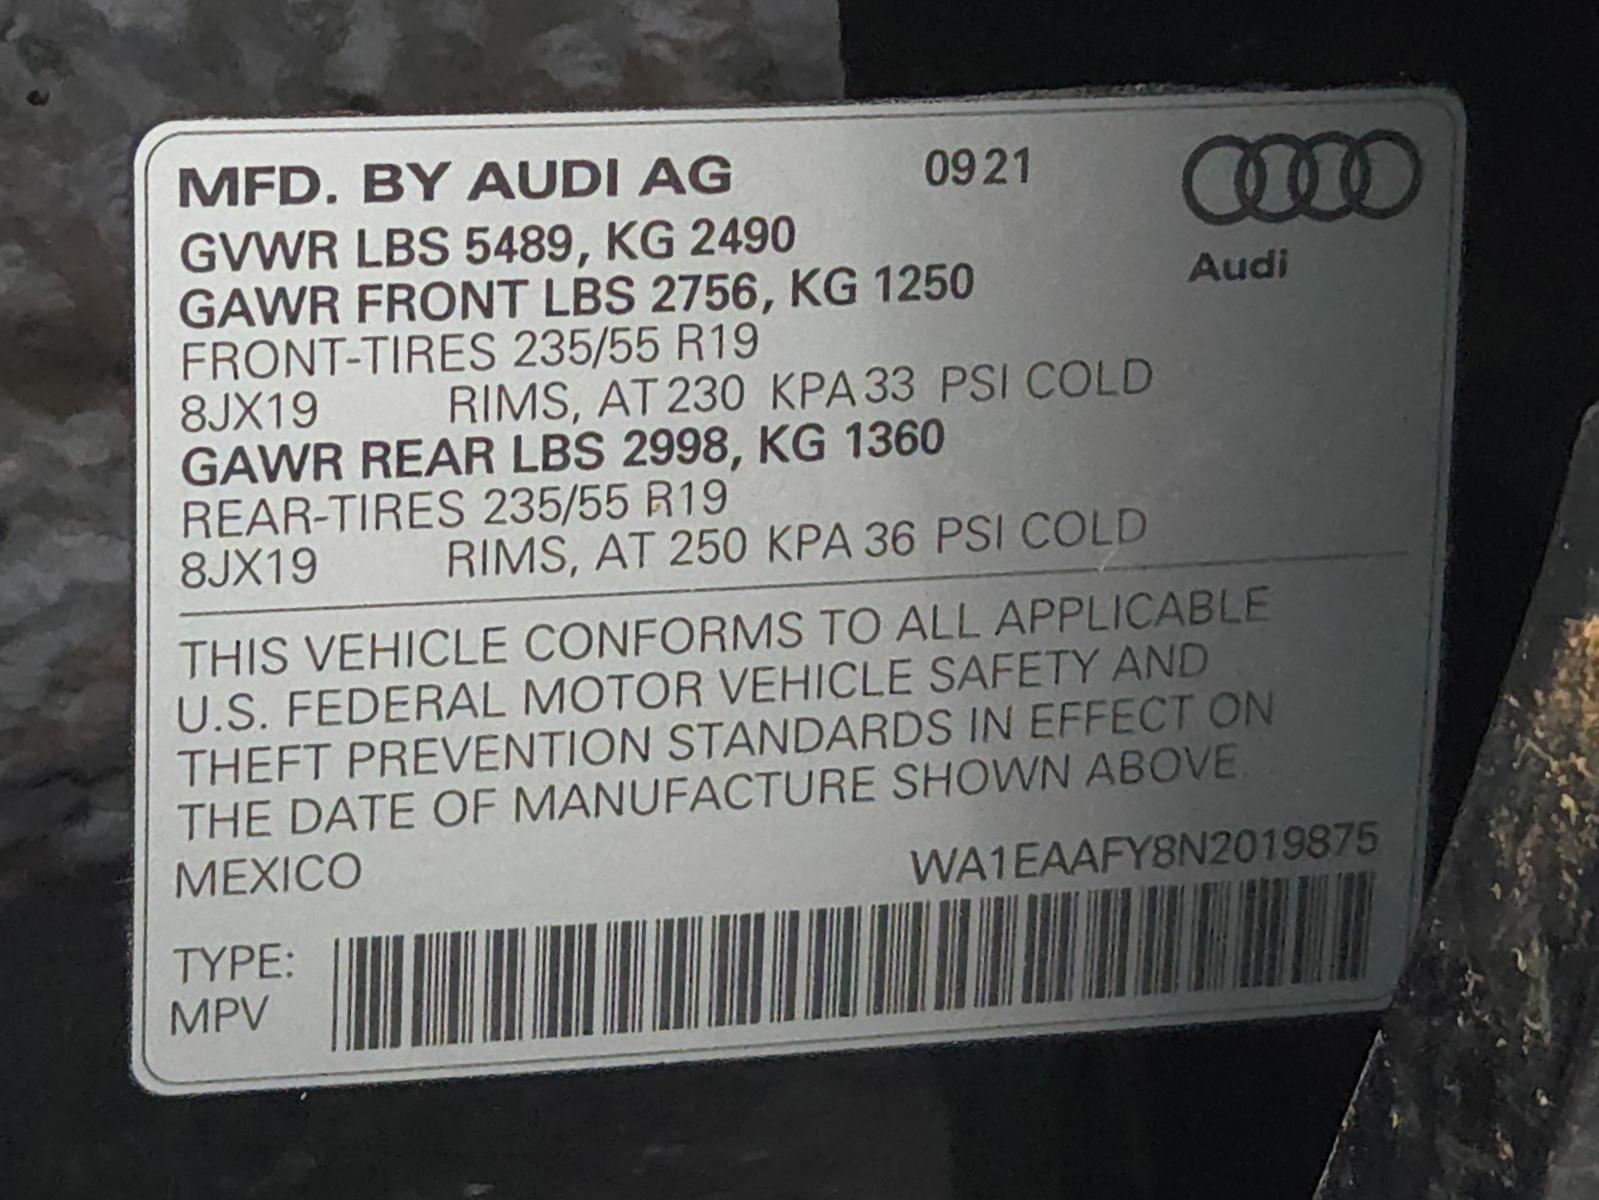 MFD. BY AUDI AG 09 21
GVWR LBS 5489, KG 2490
Audi
GAWR FRONT LBS 2756, KG 1250
FRONT-TIRES 235/55 R19
8JX19 RIMS, AT 230 KPA 33 PSI COLD
GAWR REAR LBS 2998, KG 1360
REAR-TIRES 235/55 R19
8JX19 RIMS, AT 250 KPA 36 PSI COLD
THIS VEHICLE CONFORMS TO ALL APPLICABLE
U.S. FEDERAL MOTOR VEHICLE SAFETY AND
THEFT PREVENTION STANDARDS IN EFFECT ON
THE DATE OF MANUFACTURE SHOWN ABOVE.
MEXICO WA1EAAFY8N2019875
TYPE:
MPV